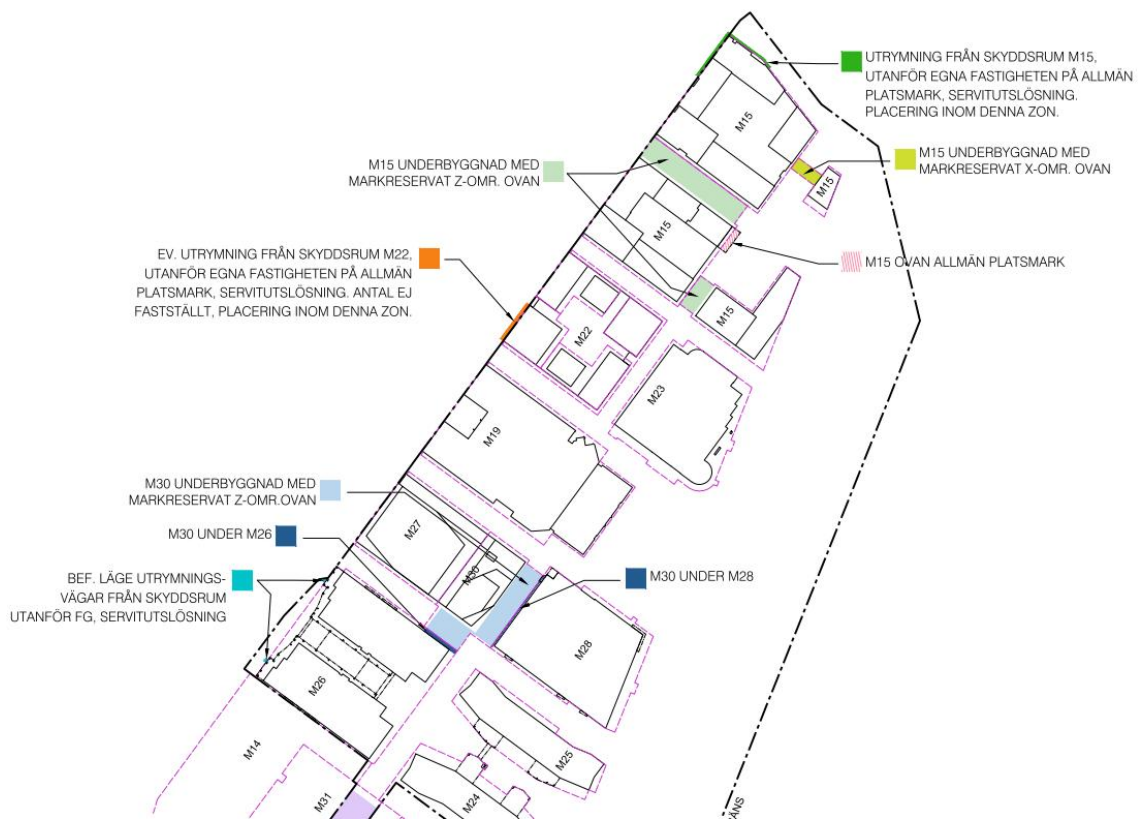 UTRYMNING FRÅN SKYDDSRUM M15,
UTANFÖR EGNA FASTIGHETEN PÅ ALLMÄN
PLATSMARK, SERVITUTSLÖSNING.
PLACERING INOM DENNA ZON.
M15
M15 UNDERBYGGNAD MED
MARKRESERVAT Z-OMR. OVAN
M15 UNDERBYGGNAD MED
MARKRESERVAT X-OMR. OVAN
M15
M15
EV. UTRYMNING FRÅN SKYDDSRUM M22,
UTANFÖR EGNA FASTIGHETEN PÅ ALLMÄN
PLATSMARK, SERVITUTSLÖSNING. ANTAL EJ
FASTSTÄLLT, PLACERING INOM DENNA ZON.
M15 OVAN ALLMÄN PLATSMARK
M15
M22
M23
M19
M30 UNDERBYGGNAD MED
MARKRESERVAT Z-OMR.OVAN
M27
M30 UNDER M26
M30
M30 UNDER M28
BEF. LÄGE UTRYMNINGS-
VÄGAR FRÅN SKYDDSRUM
UTANFÖR FG, SERVITUTSLÖSNING
M28
M26
M14
M25
M24
M31
ÄNS